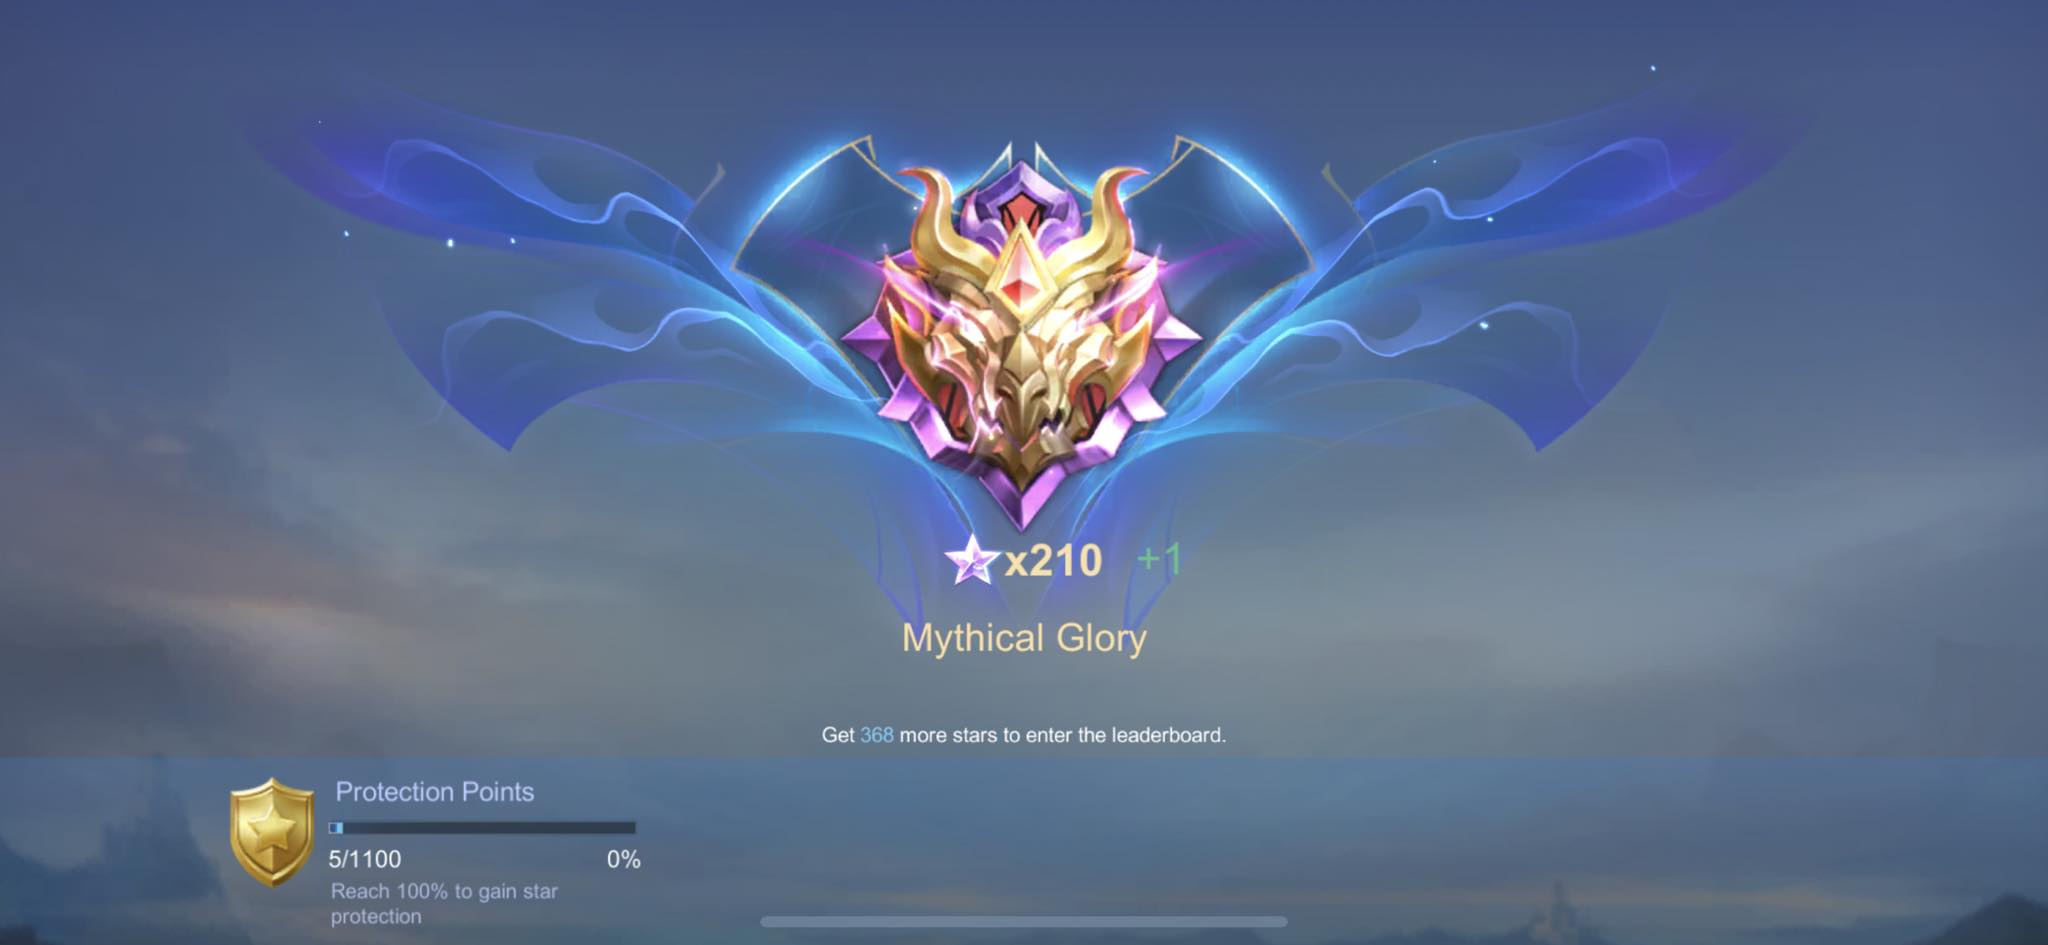 x210 +1
Mythical Glory
Get 368 more stars to enter the leaderboard.
Protection Points
5/1100 0%
Reach 100% to gain star
protection